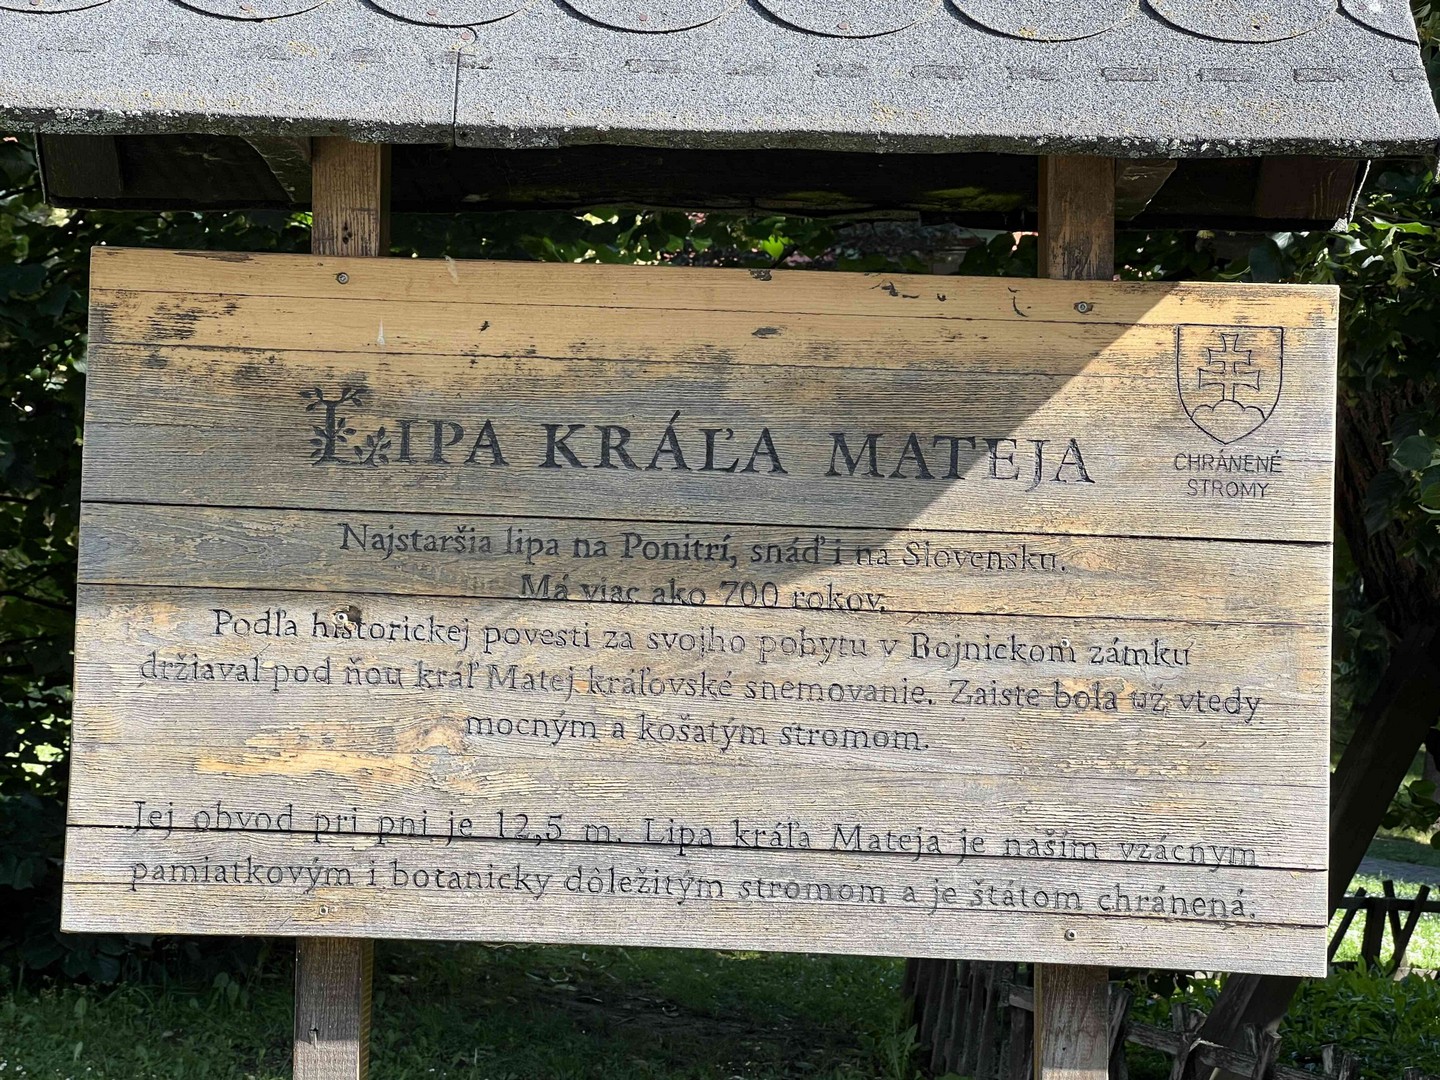 LIPA KRÁĽA MATEJA
CHRÁNENÉ
STROMY
Najstaršia lipa na Ponitrí, snáď i na Slovensku.
Má viac ako 700 rokov.
Podľa historickej povesti za svojho pobytu v Bojnickom zámku
držiaval pod ňou kráľ Matej kráľovské snemovanie. Zaiste bola už vtedy
mocným a košatým stromom.
Jej obvod pri pni je 12,5 m. Lipa kráľa Mateja je naším vzácnym
pamiatkovým i botanicky dôležitým stromom a je štátom chránená.